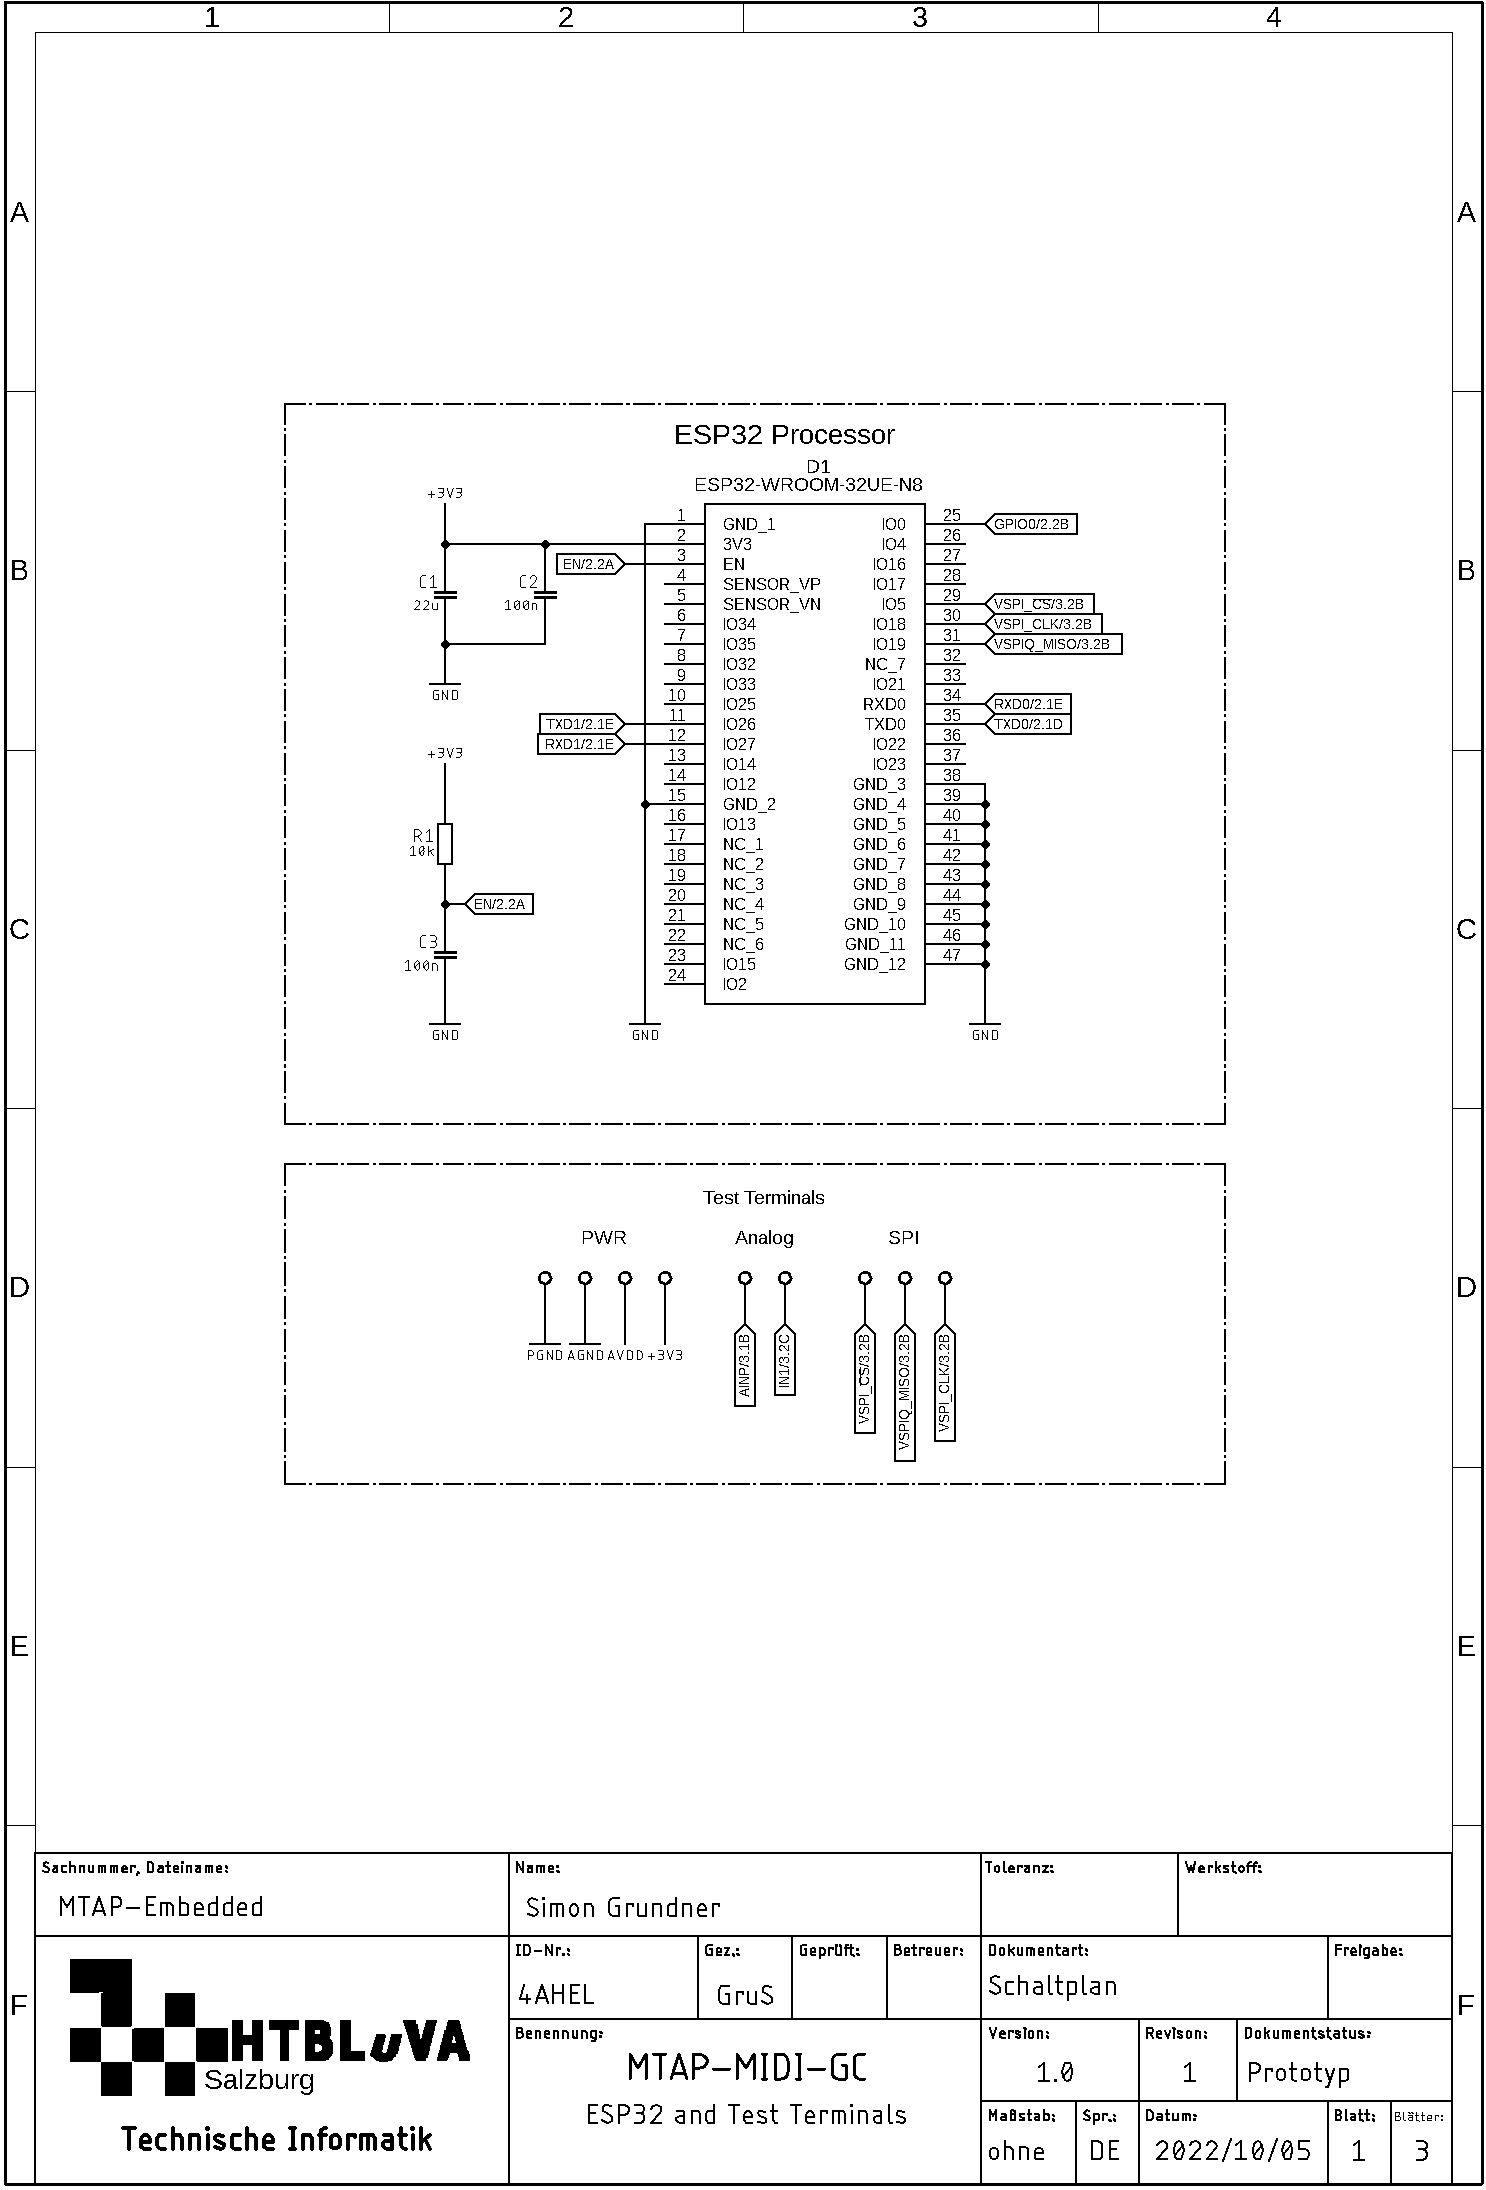 1 2 3 4
A A
B B
C C
D D
E E
F F
ESP32 Processor
D1
ESP32-WROOM-32UE-N8
+3V3
C1
22u
C2
100n
GND
EN/2.2A
TXD1/2.1E
RXD1/2.1E
+3V3
R1
10k
EN/2.2A
C3
100n
GND
GND
1 GND_1
2 3V3
3 EN
4 SENSOR_VP
5 SENSOR_VN
6 IO34
7 IO35
8 IO32
9 IO33
10 IO25
11 IO26
12 IO27
13 IO14
14 IO12
15 GND_2
16 IO13
17 NC_1
18 NC_2
19 NC_3
20 NC_4
21 NC_5
22 NC_6
23 IO15
24 IO2
IO0 25 GPIO0/2.2B
IO4 26
IO16 27
IO17 28
IO5 29 VSPI_CS/3.2B
IO18 30 VSPI_CLK/3.2B
IO19 31 VSPIQ_MISO/3.2B
NC_7 32
IO21 33
RXD0 34 RXD0/2.1E
TXD0 35 TXD0/2.1D
IO22 36
IO23 37
GND_3 38
GND_4 39
GND_5 40
GND_6 41
GND_7 42
GND_8 43
GND_9 44
GND_10 45
GND_11 46
GND_12 47
GND
Test Terminals
PWR Analog SPI
PGND AGND AVDD +3V3
AINP/3.1B
IN1/3.2C
VSPI_CS/3.2B
VSPIQ_MISO/3.2B
VSPI_CLK/3.2B
Sachnummer, Dateiname:
MTAP-Embedded
Name:
Simon Grundner
Toleranz:
Werkstoff:
HTBLuVA
Salzburg
Technische Informatik
ID-Nr.:
4AHEL
Gez.:
GruS
Geprüft:
Betreuer:
Dokumentart:
Schaltplan
Freigabe:
Benennung:
MTAP-MIDI-GC
ESP32 and Test Terminals
Version:
1.0
Revison:
1
Dokumentstatus:
Prototyp
Maßstab:
ohne
Spr.:
DE
Datum:
2022/10/05
Blatt:
1
Blätter:
3